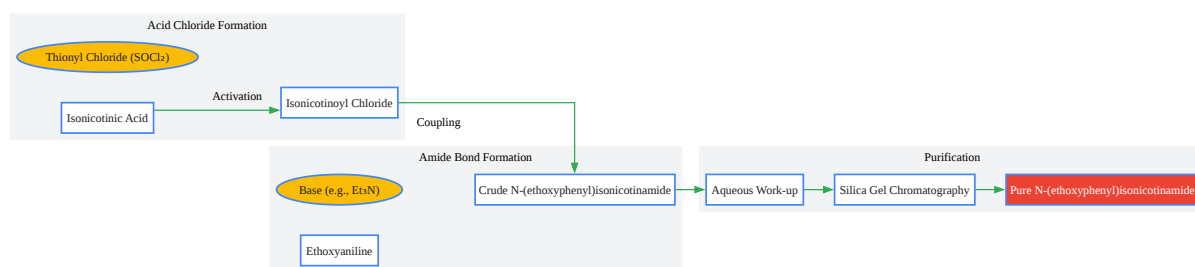 Acid Chloride Formation
Thionyl Chloride (SOCl₂)
Activation
Isonicotinic Acid
Isonicotinoyl Chloride
Coupling
Amide Bond Formation
Base (e.g., Et₃N)
Crude N-(ethoxyphenyl)isonicotinamide
Ethoxyaniline
Purification
Aqueous Work-up
Silica Gel Chromatography
Pure N-(ethoxyphenyl)isonicotinamide